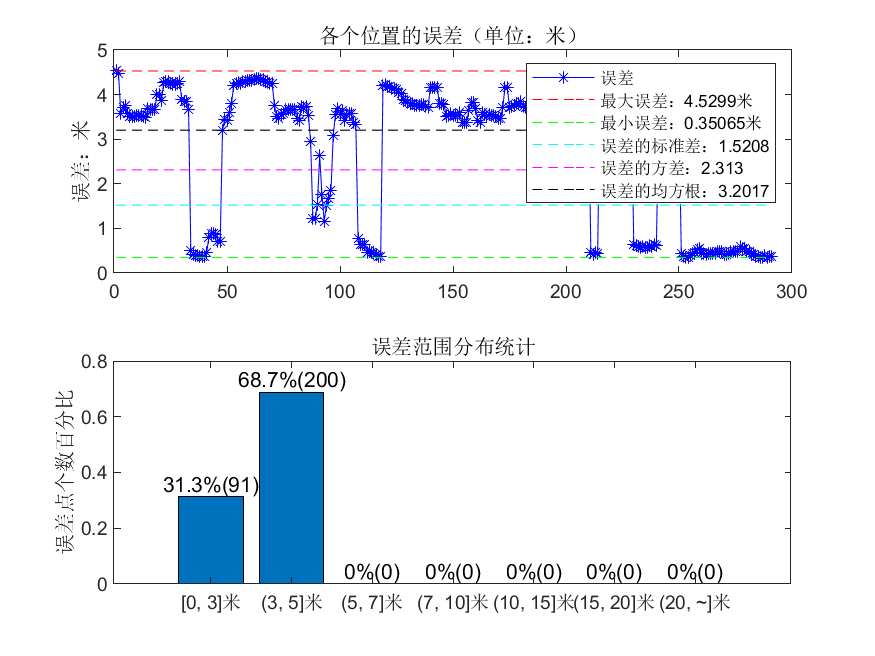 各个位置的误差（单位：米）
误差：米
5
4
3
2
1
0
0
50
100
150
200
250
300
误差
最大误差：4.5299米
最小误差：0.35065米
误差的标准差：1.5208
误差的方差：2.313
误差的均方根：3.2017
误差范围分布统计
误差点个数百分比
0.8
0.6
0.4
0.2
0
31.3%(91)
68.7%(200)
0%(0)
0%(0)
0%(0)
0%(0)
0%(0)
[0, 3]米
(3, 5]米
(5, 7]米
(7, 10]米
(10, 15]米
(15, 20]米
(20, ~]米